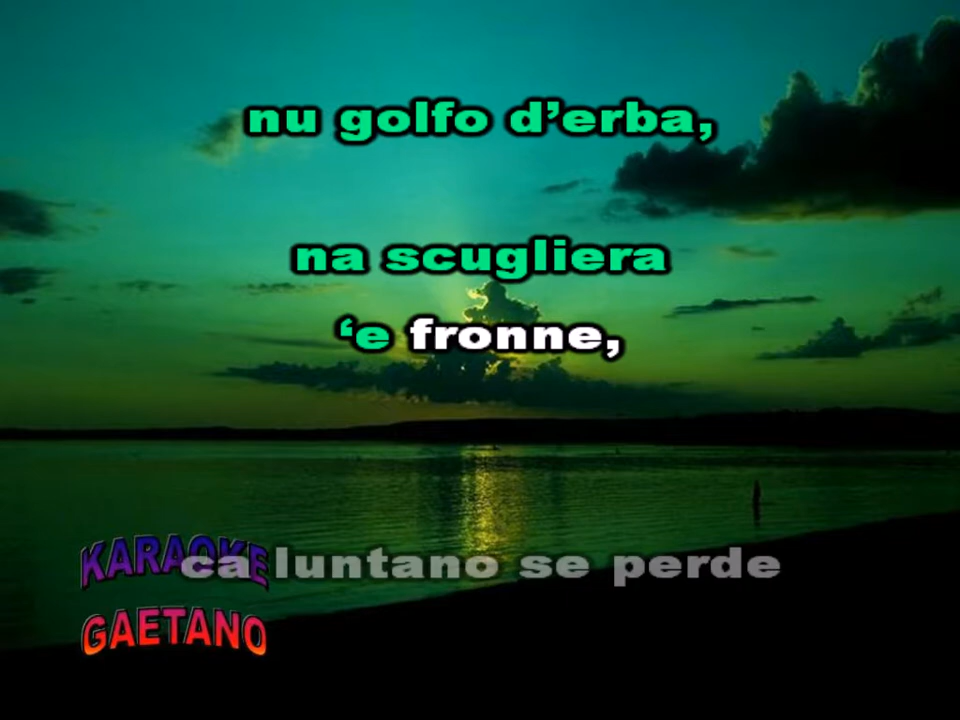 nu golfo d’erba,
na scugliera
‘e fronne,
ca luntano se perde
KARAOKE
GAETANO